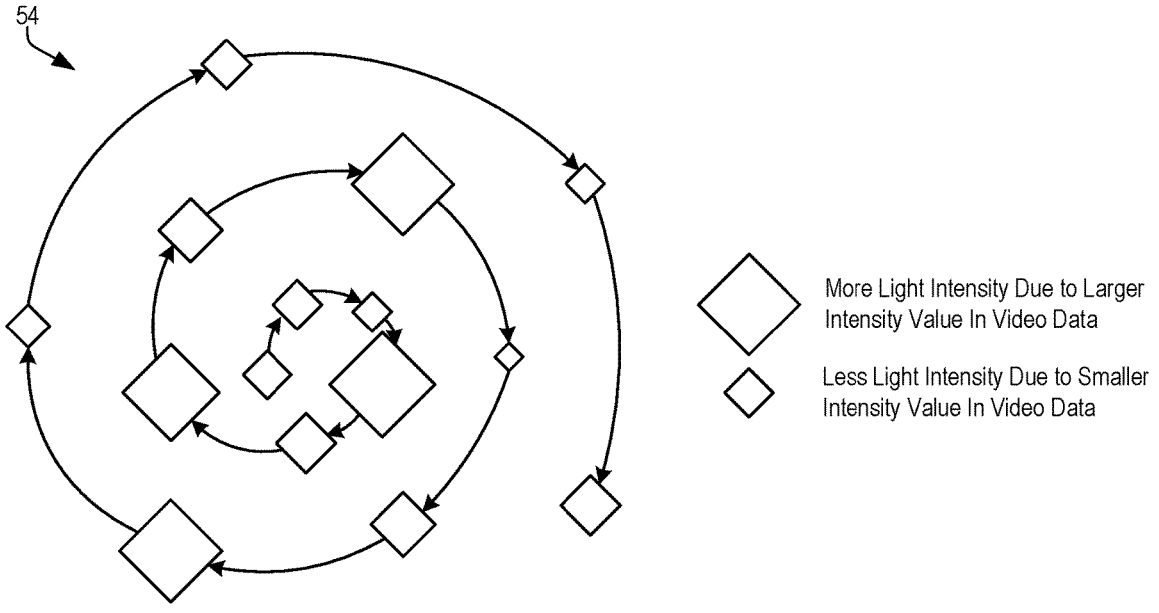 54
More Light Intensity Due to Larger
Intensity Value In Video Data
Less Light Intensity Due to Smaller
Intensity Value In Video Data